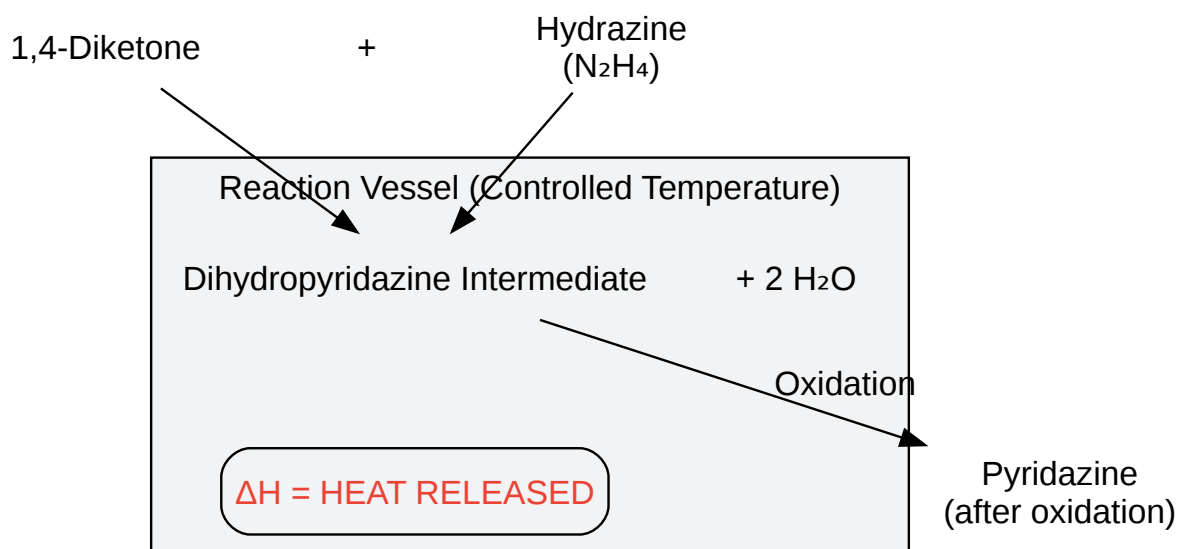 1,4-Diketone + Hydrazine
(N₂H₄)
Reaction Vessel (Controlled Temperature)
Dihydropyridazine Intermediate + 2 H₂O
Oxidation
ΔH = HEAT RELEASED
Pyridazine
(after oxidation)